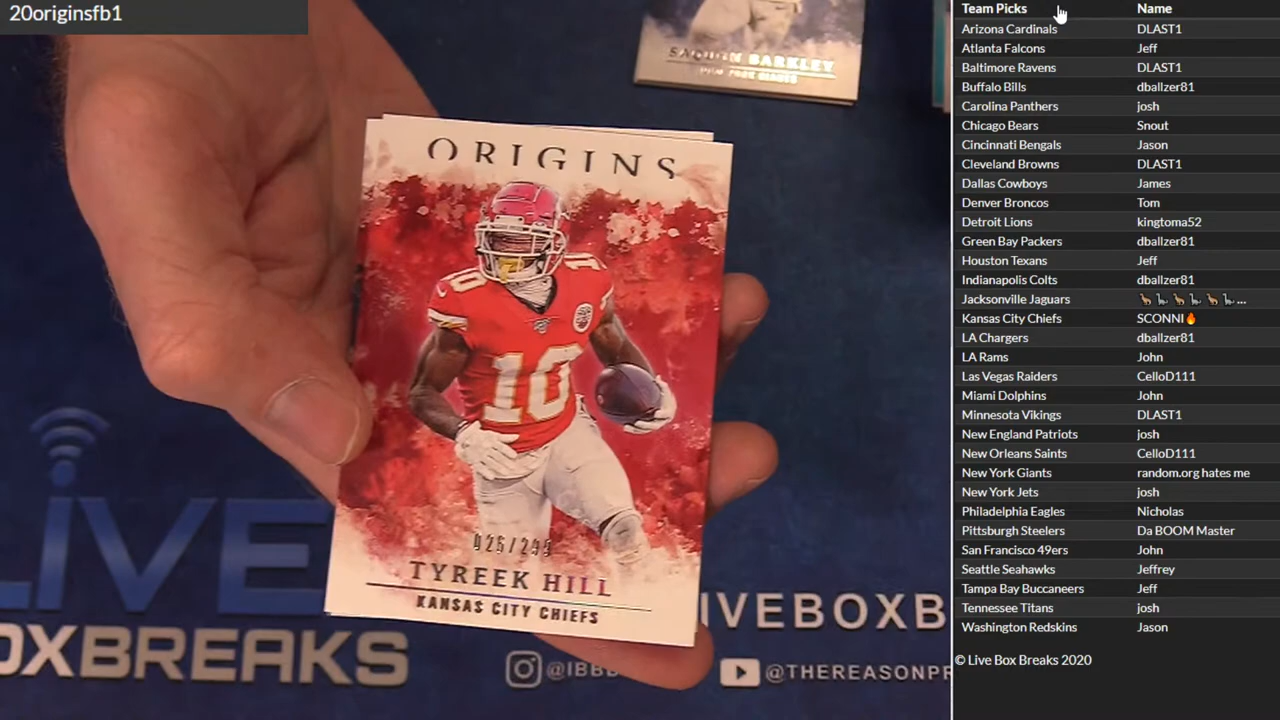 20originsfb1
SAQUON BARKLEY
NEW YORK GIANTS
ORIGINS
10
10
026/299
TYREEK HILL
KANSAS CITY CHIEFS
LIVE
OXBREAKS
IVEBOXB
@THEREASONPR
Team Picks Name
Arizona Cardinals DLAST1
Atlanta Falcons Jeff
Baltimore Ravens DLAST1
Buffalo Bills dballzer81
Carolina Panthers josh
Chicago Bears Snout
Cincinnati Bengals Jason
Cleveland Browns DLAST1
Dallas Cowboys James
Denver Broncos Tom
Detroit Lions kingtoma52
Green Bay Packers dballzer81
Houston Texans Jeff
Indianapolis Colts dballzer81
Jacksonville Jaguars 🦒🦕🦒🦕🦒🦕...
Kansas City Chiefs SCONNI🔥
LA Chargers dballzer81
LA Rams John
Las Vegas Raiders CelloD111
Miami Dolphins John
Minnesota Vikings DLAST1
New England Patriots josh
New Orleans Saints CelloD111
New York Giants random.org hates me
New York Jets josh
Philadelphia Eagles Nicholas
Pittsburgh Steelers Da BOOM Master
San Francisco 49ers John
Seattle Seahawks Jeffrey
Tampa Bay Buccaneers Jeff
Tennessee Titans josh
Washington Redskins Jason
© Live Box Breaks 2020